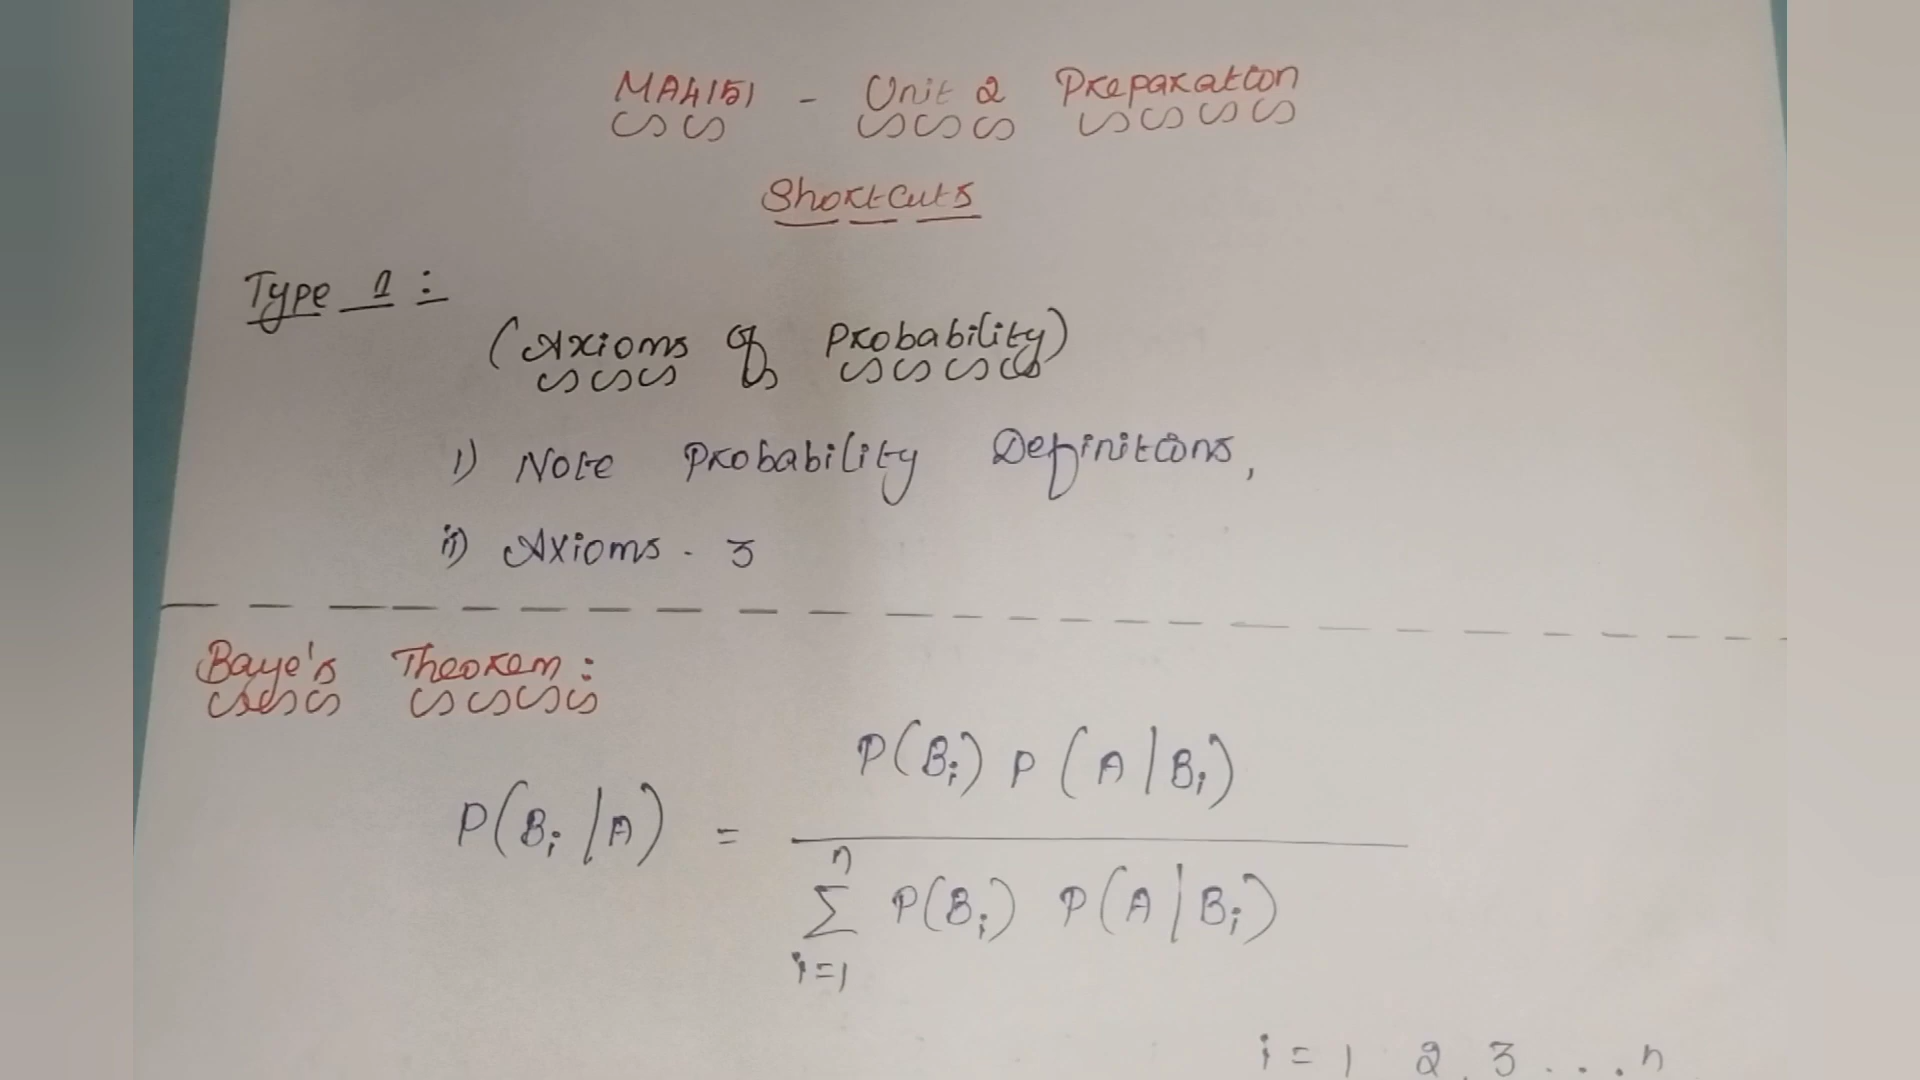 MA4151 - Unit 2 Preparation
Shortcuts
Type 1 :
(Axioms of Probability)
i) Note Probability Definitions,
ii) Axioms - 3
Baye's Theorem :
P(Bi / A) = P(Bi) P(A | Bi)
n
Σ P(Bi) P(A | Bi)
i=1
i = 1 2, 3 . . . n